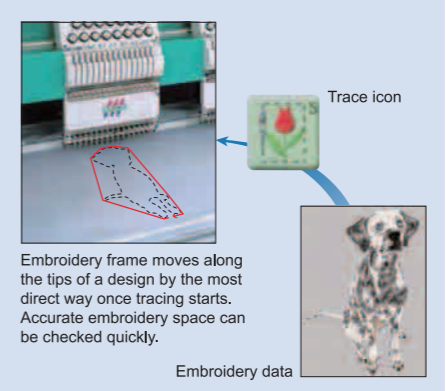 Trace icon
Embroidery frame moves along
the tips of a design by the most
direct way once tracing starts.
Accurate embroidery space can
be checked quickly.
Embroidery data